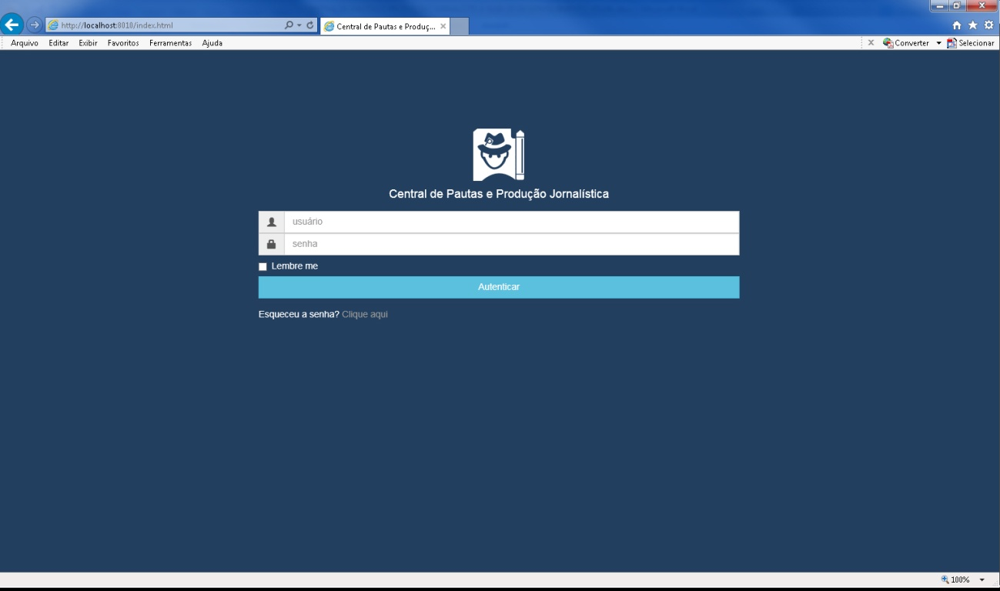 http://localhost:8010/index.html
Central de Pautas e Produç...
Arquivo Editar Exibir Favoritos Ferramentas Ajuda
Converter Selecionar
Central de Pautas e Produção Jornalística
usuário
senha
Lembre me
Autenticar
Esqueceu a senha? Clique aqui
100%